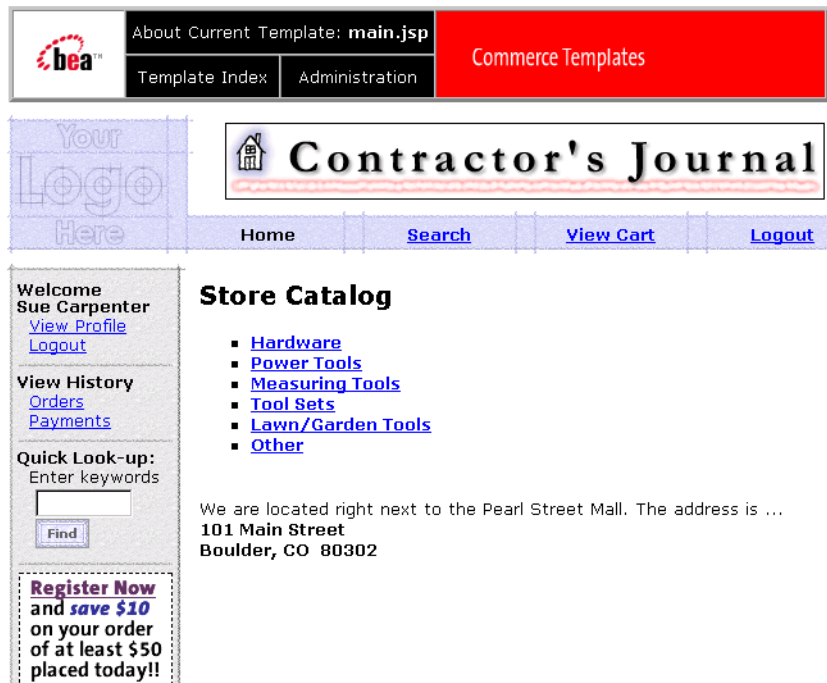 bea™
About Current Template: main.jsp
Template Index
Administration
Commerce Templates
Your
Logo
Here
Contractor's Journal
Home
Search
View Cart
Logout
Welcome
Sue Carpenter
View Profile
Logout
View History
Orders
Payments
Quick Look-up:
Enter keywords
Find
Register Now
and save $10
on your order
of at least $50
placed today!!
Store Catalog
Hardware
Power Tools
Measuring Tools
Tool Sets
Lawn/Garden Tools
Other
We are located right next to the Pearl Street Mall. The address is ...
101 Main Street
Boulder, CO 80302